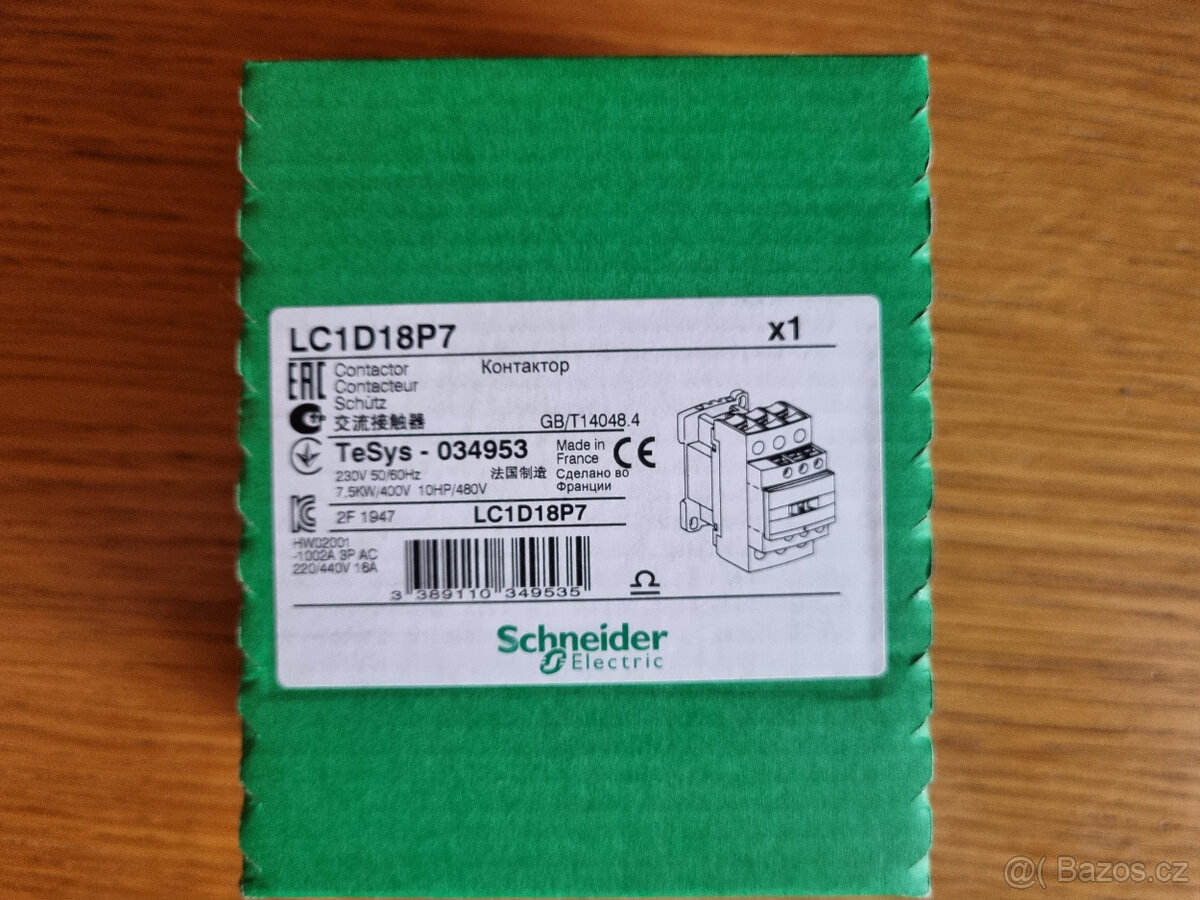 LC1D18P7 x1
EAC Contactor Контактор
Contacteur
Schütz
交流接触器 GB/T14048.4
TeSys - 034953 Made in France CE
230V 50/60Hz 法国制造 Сделано во Франции
7.5KW/400V 10HP/480V
2F 1947 LC1D18P7
HW02001
-1002A 3P AC
220/440V 18A
3 389110 349535
Schneider
Electric
@( Bazos.cz